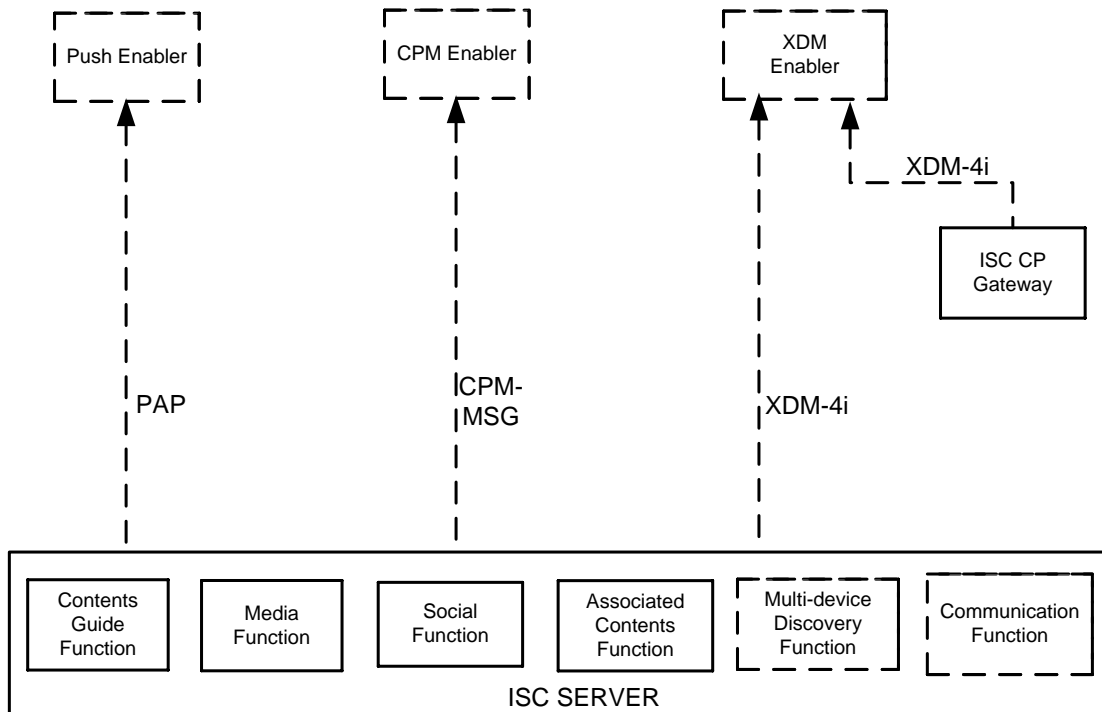 Push Enabler
CPM Enabler
XDM
Enabler
XDM-4i
ISC CP
Gateway
PAP
CPM-
MSG
XDM-4i
Contents
Guide
Function
Media
Function
Social
Function
Associated
Contents
Function
Multi-device
Discovery
Function
Communication
Function
ISC SERVER